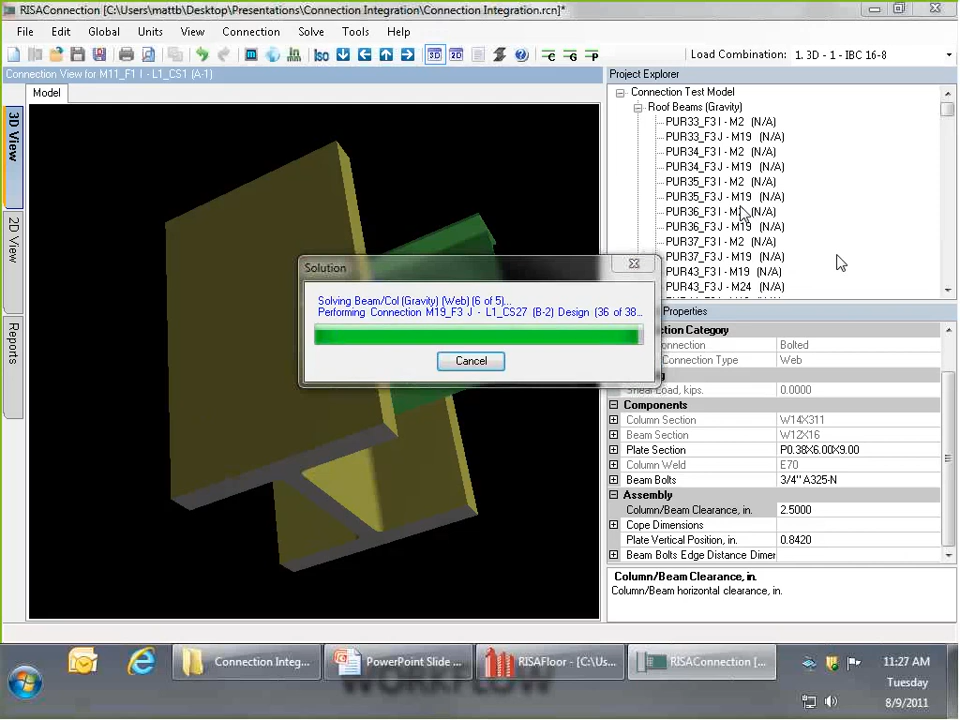 RISAConnection [C:\Users\mattb\Desktop\Presentations\Connection Integration\Connection Integration.rcn]*
File Edit Global Units View Connection Solve Tools Help
Iso 3D 2D C G P Load Combination: 1. 3D - 1 - IBC 16-8
Connection View for M11_F1 I - L1_CS1 (A-1)
Model
3D View
2D View
Reports
Project Explorer
Connection Test Model
Roof Beams (Gravity)
PUR33_F3 I - M2 (N/A)
PUR33_F3 J - M19 (N/A)
PUR34_F3 I - M2 (N/A)
PUR34_F3 J - M19 (N/A)
PUR35_F3 I - M2 (N/A)
PUR35_F3 J - M19 (N/A)
PUR36_F3 I - M2 (N/A)
PUR36_F3 J - M19 (N/A)
PUR37_F3 I - M2 (N/A)
PUR37_F3 J - M19 (N/A)
PUR43_F3 I - M19 (N/A)
PUR43_F3 J - M24 (N/A)
Solution
Solving Beam/Col (Gravity) (Web) (6 of 5)...
Performing Connection M19_F3 J - L1_CS27 (B-2) Design (36 of 38...
Cancel
Properties
ction Category
onnection Bolted
Connection Type Web
Shear Load, kips. 0.0000
Components
Column Section W14X311
Beam Section W12X16
Plate Section P0.38X6.00X9.00
Column Weld E70
Beam Bolts 3/4" A325-N
Assembly
Column/Beam Clearance, in. 2.5000
Cope Dimensions
Plate Vertical Position, in. 0.8420
Beam Bolts Edge Distance Dimer
Column/Beam Clearance, in.
Column/Beam horizontal clearance, in.
Connection Integ... PowerPoint Slide ... RISAFloor - [C:\Us... RISAConnection [...
WORKFLOW
11:27 AM
Tuesday
8/9/2011